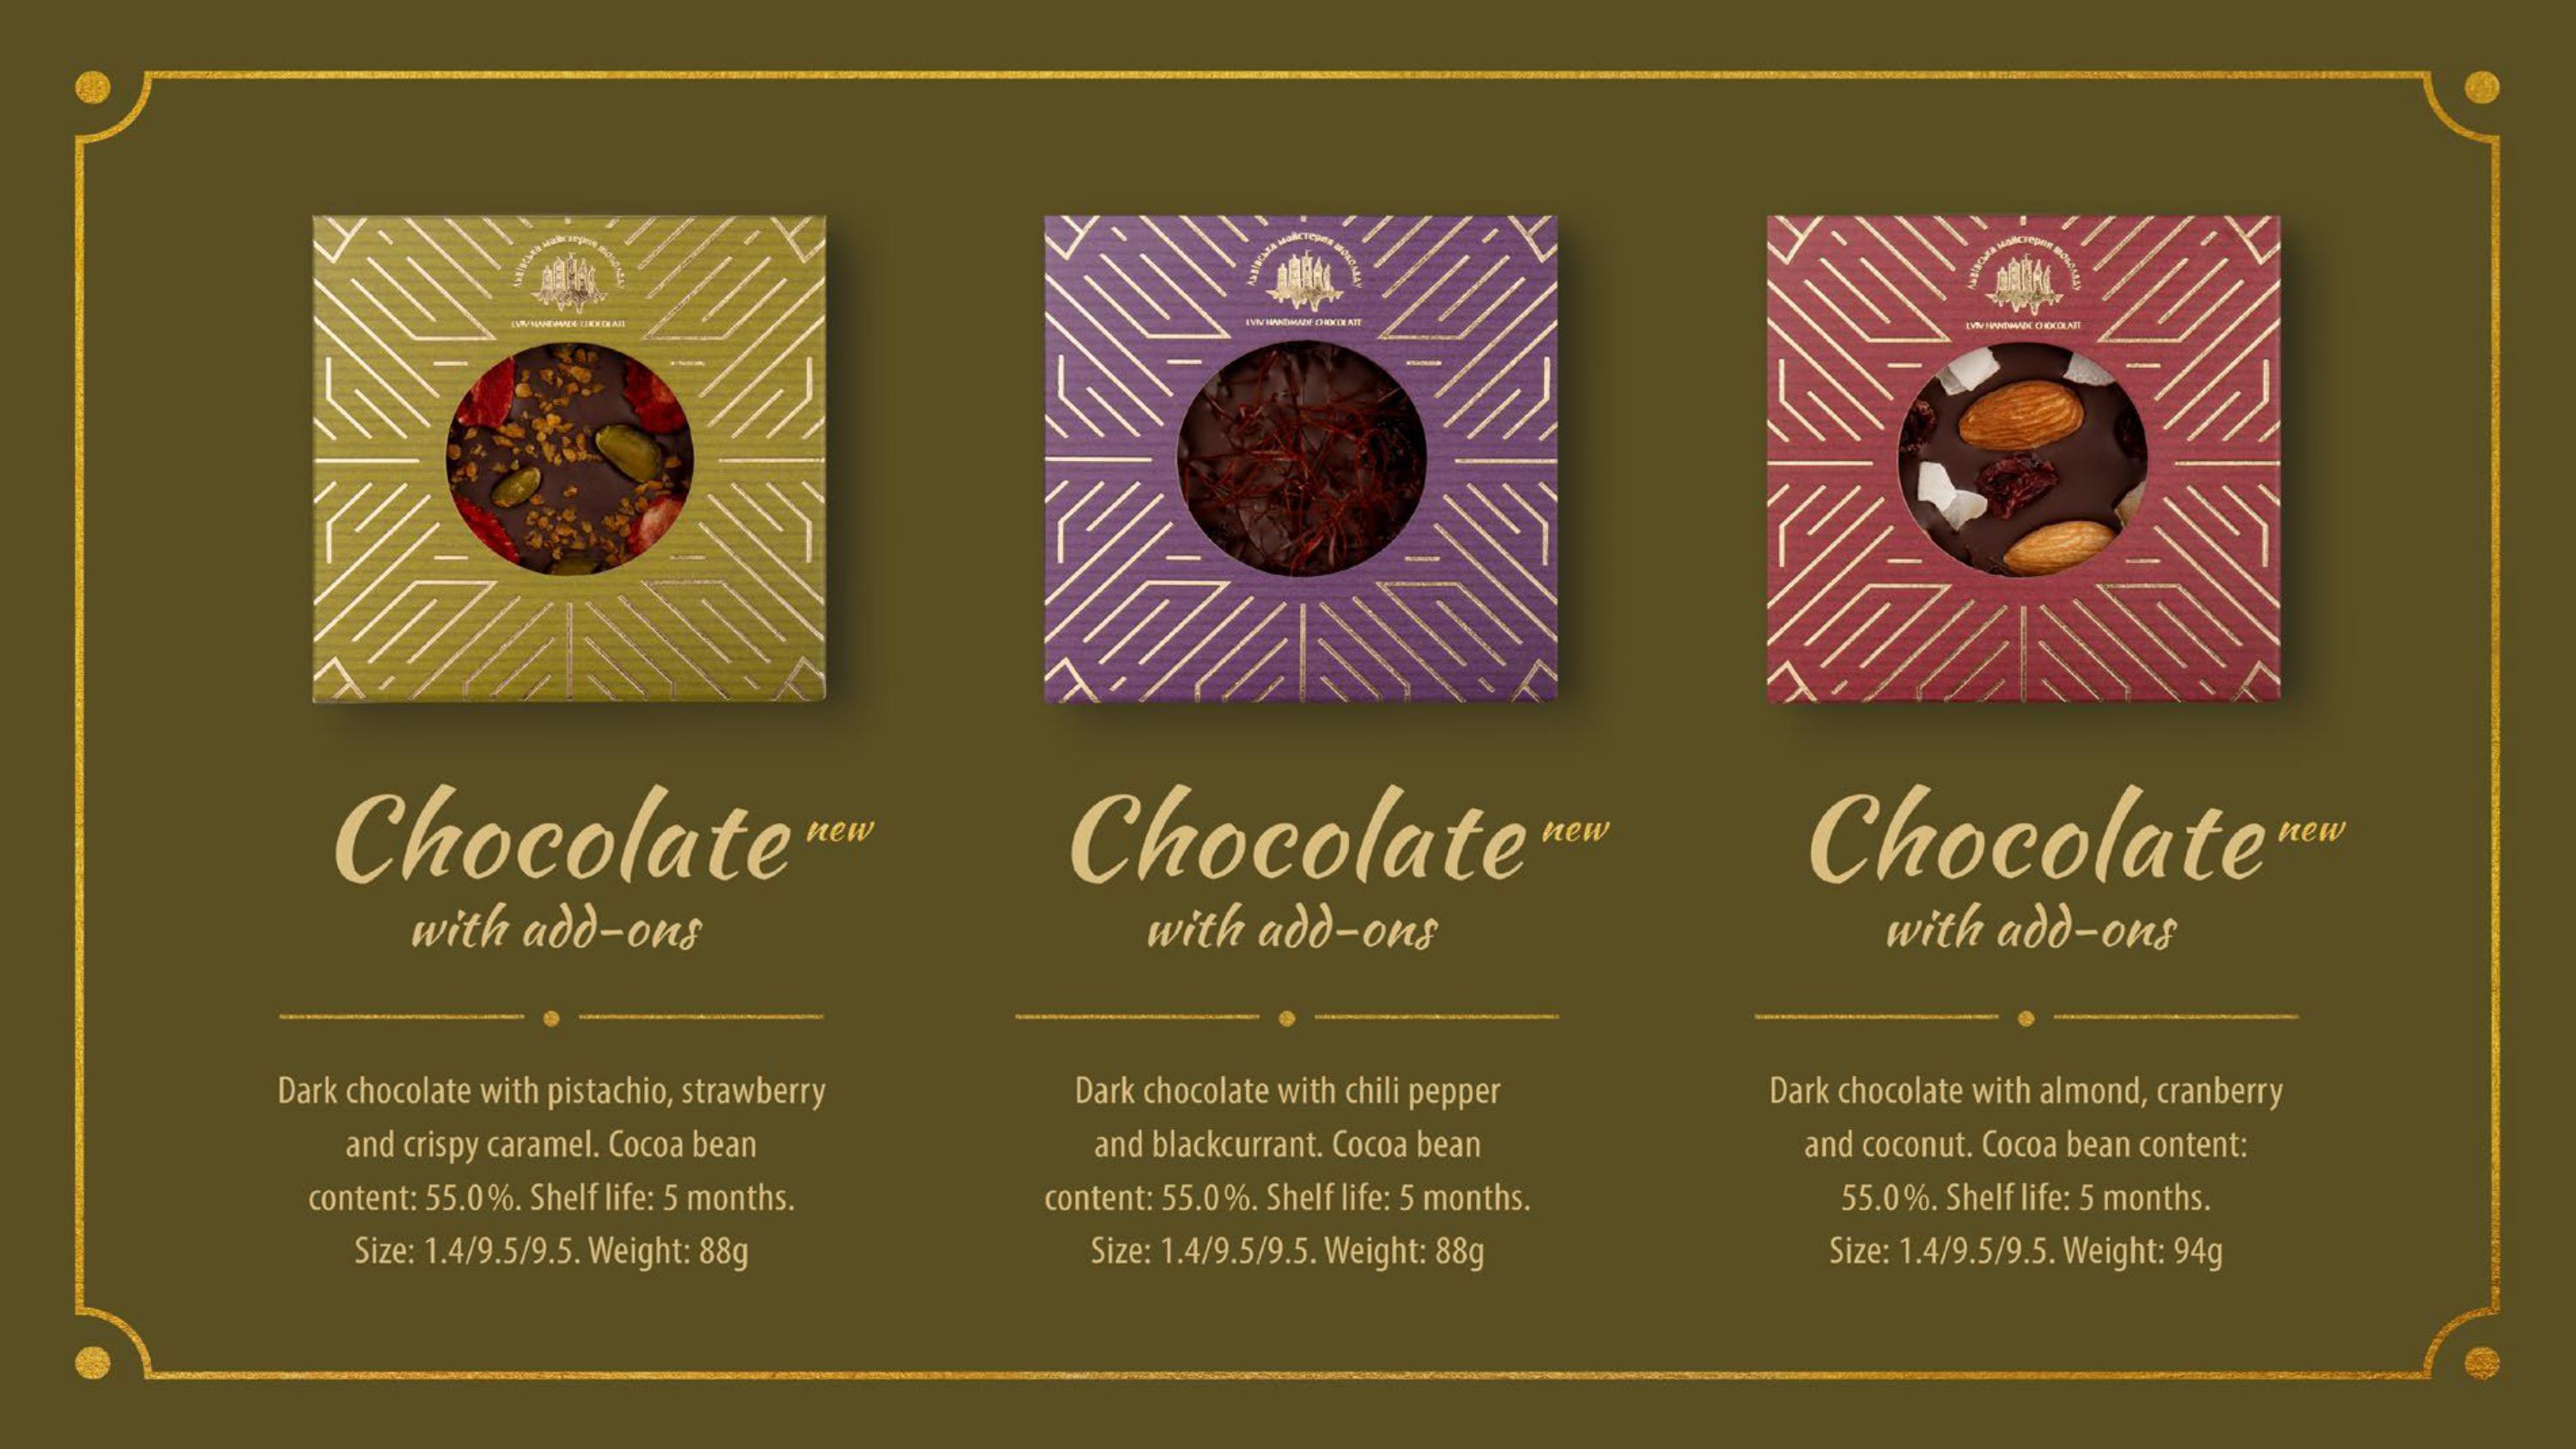 львівська майстерня шоколаду
LVIV HANDMADE CHOCOLATE
Chocolate new
with add-ons
Dark chocolate with pistachio, strawberry
and crispy caramel. Cocoa bean
content: 55.0%. Shelf life: 5 months.
Size: 1.4/9.5/9.5. Weight: 88g
львівська майстерня шоколаду
LVIV HANDMADE CHOCOLATE
Chocolate new
with add-ons
Dark chocolate with chili pepper
and blackcurrant. Cocoa bean
content: 55.0%. Shelf life: 5 months.
Size: 1.4/9.5/9.5. Weight: 88g
львівська майстерня шоколаду
LVIV HANDMADE CHOCOLATE
Chocolate new
with add-ons
Dark chocolate with almond, cranberry
and coconut. Cocoa bean content:
55.0%. Shelf life: 5 months.
Size: 1.4/9.5/9.5. Weight: 94g